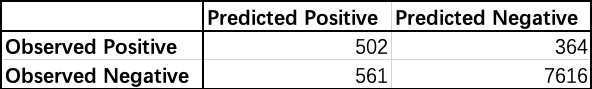 Predicted Positive Predicted Negative
Observed Positive 502 364
Observed Negative 561 7616